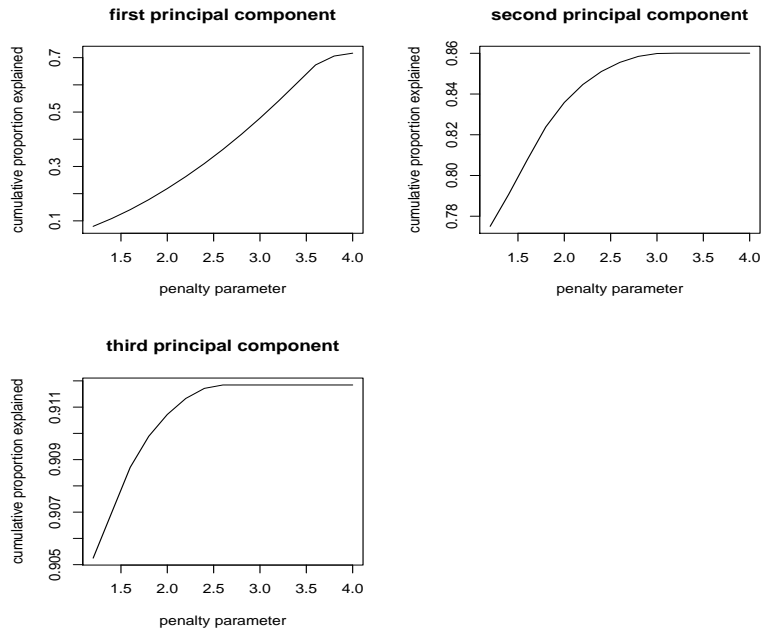 first principal component
cumulative proportion explained
0.1 0.3 0.5 0.7
1.5 2.0 2.5 3.0 3.5 4.0
penalty parameter
second principal component
cumulative proportion explained
0.78 0.80 0.82 0.84 0.86
1.5 2.0 2.5 3.0 3.5 4.0
penalty parameter
third principal component
cumulative proportion explained
0.905 0.907 0.909 0.911
1.5 2.0 2.5 3.0 3.5 4.0
penalty parameter